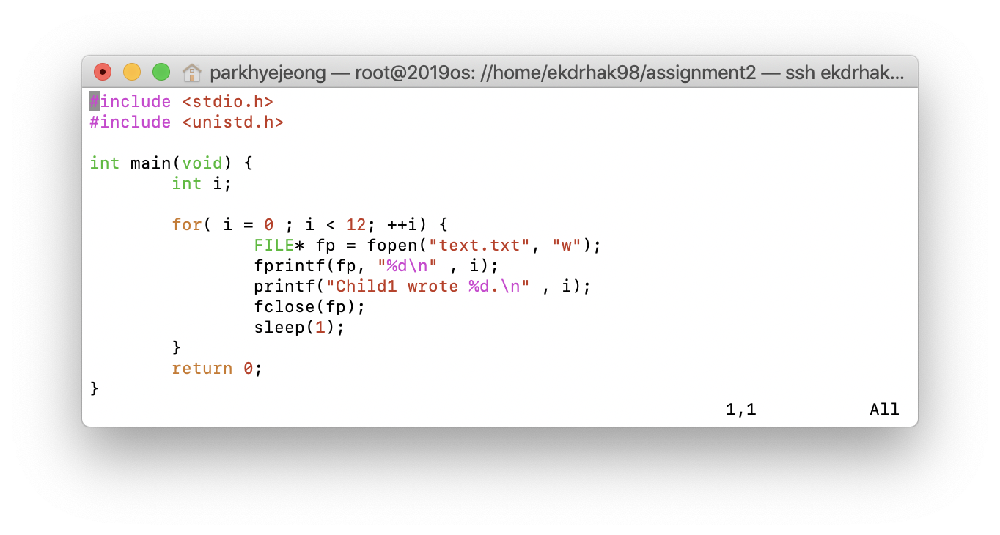 parkhyejeong — root@2019os: //home/ekdrhak98/assignment2 — ssh ekdrhak...
#include <stdio.h>
#include <unistd.h>
int main(void) {
int i;
for( i = 0 ; i < 12; ++i) {
FILE* fp = fopen("text.txt", "w");
fprintf(fp, "%d\n" , i);
printf("Child1 wrote %d.\n" , i);
fclose(fp);
sleep(1);
}
return 0;
}
1,1 All